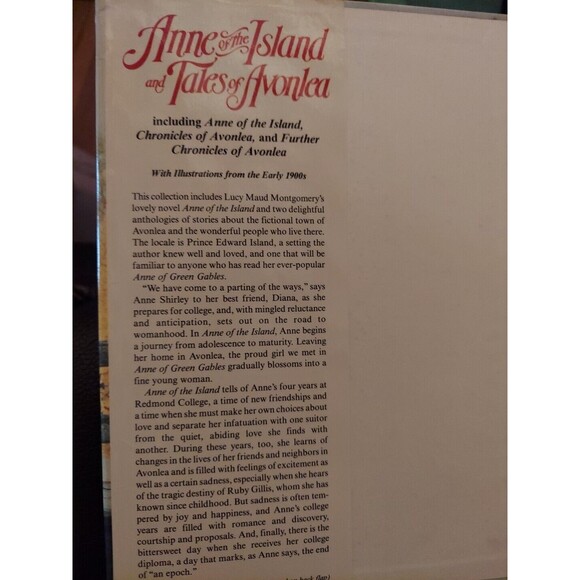 Anne of the Island
and Tales of Avonlea
including Anne of the Island,
Chronicles of Avonlea, and Further
Chronicles of Avonlea
With Illustrations from the Early 1900s
This collection includes Lucy Maud Montgomery's
lovely novel Anne of the Island and two delightful
anthologies of stories about the fictional town of
Avonlea and the wonderful people who live there.
The locale is Prince Edward Island, a setting the
author knew well and loved, and one that will be
familiar to anyone who has read her ever-popular
Anne of Green Gables.
"We have come to a parting of the ways," says
Anne Shirley to her best friend, Diana, as she
prepares for college, and, with mingled reluctance
and anticipation, sets out on the road to
womanhood. In Anne of the Island, Anne begins
a journey from adolescence to maturity. Leaving
her home in Avonlea, the proud girl we met in
Anne of Green Gables gradually blossoms into a
fine young woman.
Anne of the Island tells of Anne's four years at
Redmond College, a time of new friendships and
a time when she must make her own choices about
love and separate her infatuation with one suitor
from the quiet, abiding love she finds with
another. During these years, too, she learns of
changes in the lives of her friends and neighbors in
Avonlea and is filled with feelings of excitement as
well as a certain sadness, especially when she hears
of the tragic destiny of Ruby Gillis, whom she has
known since childhood. But sadness is often tem-
pered by joy and happiness, and Anne's college
years are filled with romance and discovery,
courtship and proposals. And, finally, there is the
bittersweet day when she receives her college
diploma, a day that marks, as Anne says, the end
of "an epoch."
back flap)